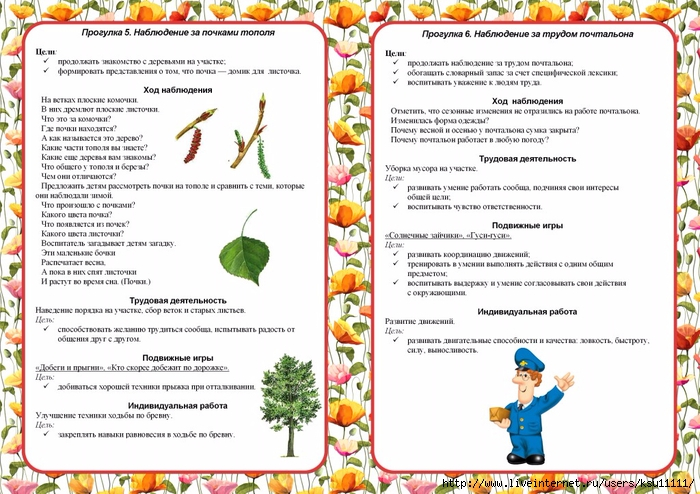 Прогулка 5. Наблюдение за почками тополя
Цели:
✓ продолжать знакомство с деревьями на участке;
✓ формировать представления о том, что почка — домик для листочка.
Ход наблюдения
На ветках плоские комочки.
В них дремлют плоские листочки.
Что это за комочки?
Где почки находятся?
А как называется это дерево?
Какие части тополя вы знаете?
Какие еще деревья вам знакомы?
Что общего у тополя и березы?
Чем они отличаются?
Предложить детям рассмотреть почки на тополе и сравнить с теми, которые
они наблюдали зимой.
Что произошло с почками?
Какого цвета почка?
Что появляется из почек?
Какого цвета листочки?
Воспитатель загадывает детям загадку.
Эти маленькие бочки
Распечатает весна,
А пока в них спят листочки
И растут во время сна. (Почки.)
Трудовая деятельность
Наведение порядка на участке, сбор веток и старых листьев.
Цель:
✓ способствовать желанию трудиться сообща, испытывать радость от
общения друг с другом.
Подвижные игры
«Добеги и прыгни», «Кто скорее добежит по дорожке».
Цель:
✓ добиваться хорошей техники прыжка при отталкивании.
Индивидуальная работа
Улучшение техники ходьбы по бревну.
Цель:
✓ закреплять навыки равновесия в ходьбе по бревну.
Прогулка 6. Наблюдение за трудом почтальона
Цели:
✓ продолжать наблюдение за трудом почтальона;
✓ обогащать словарный запас за счет специфической лексики;
✓ воспитывать уважение к людям труда.
Ход наблюдения
Отметить, что сезонные изменения не отразились на работе почтальона.
Изменилась форма одежды?
Почему весной и осенью у почтальона сумка закрыта?
Почему почтальон работает в любую погоду?
Трудовая деятельность
Уборка мусора на участке.
Цели:
✓ развивать умение работать сообща, подчиняя свои интересы
общей цели;
✓ воспитывать чувство ответственности.
Подвижные игры
«Солнечные зайчики», «Гуси-гуси».
Цели:
✓ развивать координацию движений;
✓ тренировать в умении выполнять действия с одним общим
предметом;
✓ воспитывать выдержку и умение согласовывать свои действия
с окружающими.
Индивидуальная работа
Развитие движений.
Цель:
✓ развивать двигательные способности и качества: ловкость, быстроту,
силу, выносливость.
http://www.liveinternet.ru/users/ksu11111/